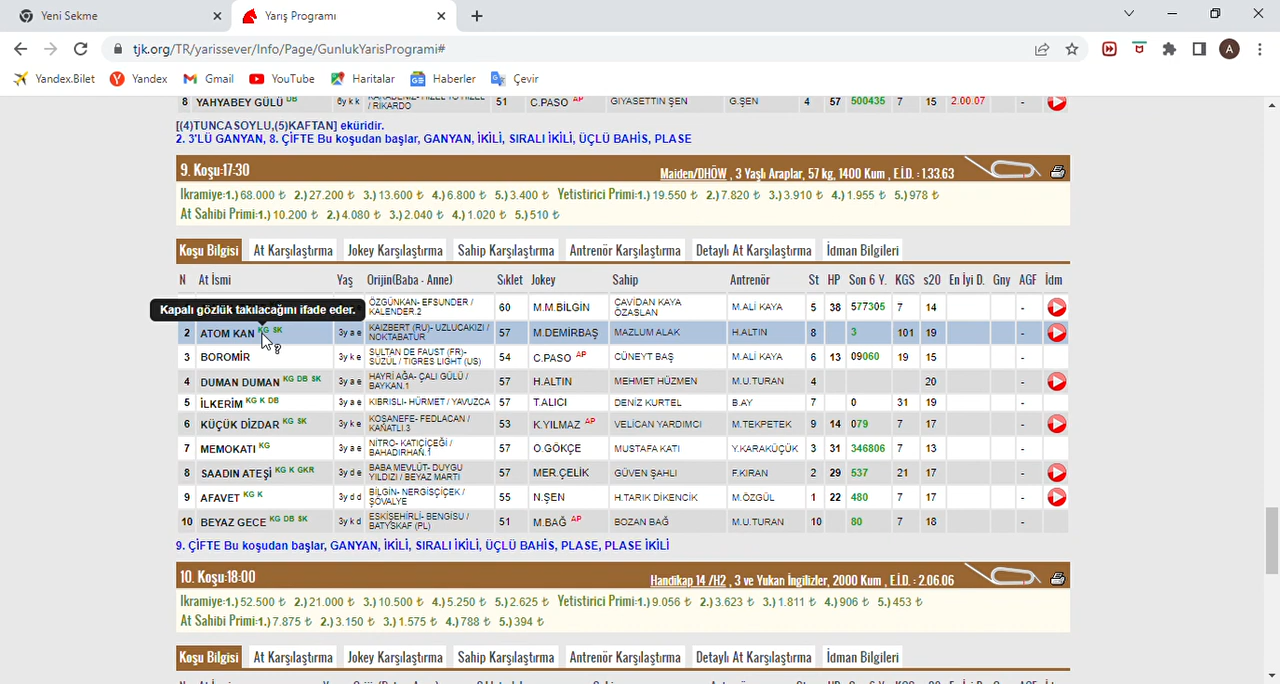 Yeni Sekme
Yarış Programı
tjk.org/TR/yarissever/Info/Page/GunlukYarisProgrami#
A
Yandex.Bilet Yandex Gmail YouTube Haritalar Haberler Çevir
8 YAHYABEY GÜLÜ DB 6y k k / RIKARDO 51 C.PASO AP GIYASETTİN ŞEN G.ŞEN 4 57 500435 7 15 2.00.07 -
[(4)TUNCASOYLU,(5)KAFTAN] eküridir.
2. 3'LÜ GANYAN, 8. ÇİFTE Bu koşudan başlar, GANYAN, İKİLİ, SIRALI İKİLİ, ÜÇLÜ BAHİS, PLASE
9. Koşu:17:30 Maiden/DHÖW , 3 Yaşlı Araplar, 57 kg, 1400 Kum , E.İ.D. : 1.33.63
Ikramiye:1.) 68.000 ₺ 2.) 27.200 ₺ 3.) 13.600 ₺ 4.) 6.800 ₺ 5.) 3.400 ₺ Yetistirici Primi:1.) 19.550 ₺ 2.) 7.820 ₺ 3.) 3.910 ₺ 4.) 1.955 ₺ 5.) 978 ₺
At Sahibi Primi:1.) 10.200 ₺ 2.) 4.080 ₺ 3.) 2.040 ₺ 4.) 1.020 ₺ 5.) 510 ₺
Koşu Bilgisi At Karşılaştırma Jokey Karşılaştırma Sahip Karşılaştırma Antrenör Karşılaştırma Detaylı At Karşılaştırma İdman Bilgileri
N At İsmi Yaş Orijin(Baba - Anne) Sıklet Jokey Sahip Antrenör St HP Son 6 Y. KGS s20 En İyi D. Gny AGF İdm
Kapalı gözlük takılacağını ifade eder.
e ÖZGÜNKAN- EFSUNDER / KALENDER.2 60 M.M.BİLGİN ÇAVİDAN KAYA ÖZASLAN M.ALİ KAYA 5 38 577305 7 14 -
2 ATOM KAN KG SK 3y a e KAIZBERT (RU)- UZLUCAKIZI / NOKTABATUR 57 M.DEMİRBAŞ MAZLUM ALAK H.ALTIN 8 3 101 19 -
3 BOROMİR 3y k e SULTAN DE FAUST (FR)- SÜZÜL / TIGRES LIGHT (US) 54 C.PASO AP CÜNEYT BAŞ M.ALİ KAYA 6 13 09060 19 15 -
4 DUMAN DUMAN KG DB SK 3y a e HAYRİ AĞA- ÇALI GÜLÜ / BAYKAN.1 57 H.ALTIN MEHMET HÜZMEN M.U.TURAN 4 20 -
5 İLKERİM KG K DB 3y a e KIBRISLI- HÜRMET / YAVUZCA 57 T.ALICI DENİZ KURTEL B.AY 7 0 31 19 -
6 KÜÇÜK DİZDAR KG SK 3y k e KOŞANEFE- FEDLACAN / KANATLI.3 53 K.YILMAZ AP VELİCAN YARDIMCI M.TEKPETEK 9 14 079 7 17 -
7 MEMOKATI KG 3y a e NİTRO- KATIÇİÇEĞİ / BAHADIRHAN.1 57 O.GÖKÇE MUSTAFA KATI Y.KARAKÜÇÜK 3 31 346806 7 13 -
8 SAADIN ATEŞİ KG K GKR 3y d e BABA MEVLÜT- DUYGU YILDIZI / BEYAZ MARTI 57 MER.ÇELİK GÜVEN ŞAHLI F.KIRAN 2 29 537 21 17 -
9 AFAVET KG K 3y d d BİLGİN- NERGİSÇİÇEK / ŞÖVALYE 55 N.ŞEN H.TARIK DİKENCİK M.ÖZGÜL 1 22 480 7 17 -
10 BEYAZ GECE KG DB SK 3y k d ESKİŞEHİRLİ- BENGİSU / BATYSKAF (PL) 51 M.BAĞ AP BOZAN BAĞ M.U.TURAN 10 80 7 18 -
9. ÇİFTE Bu koşudan başlar, GANYAN, İKİLİ, SIRALI İKİLİ, ÜÇLÜ BAHİS, PLASE, PLASE İKİLİ
10. Koşu:18:00 Handikap 14 /H2 , 3 ve Yukarı İngilizler, 2000 Kum , E.İ.D. : 2.06.06
Ikramiye:1.) 52.500 ₺ 2.) 21.000 ₺ 3.) 10.500 ₺ 4.) 5.250 ₺ 5.) 2.625 ₺ Yetistirici Primi:1.) 9.056 ₺ 2.) 3.623 ₺ 3.) 1.811 ₺ 4.) 906 ₺ 5.) 453 ₺
At Sahibi Primi:1.) 7.875 ₺ 2.) 3.150 ₺ 3.) 1.575 ₺ 4.) 788 ₺ 5.) 394 ₺
Koşu Bilgisi At Karşılaştırma Jokey Karşılaştırma Sahip Karşılaştırma Antrenör Karşılaştırma Detaylı At Karşılaştırma İdman Bilgileri